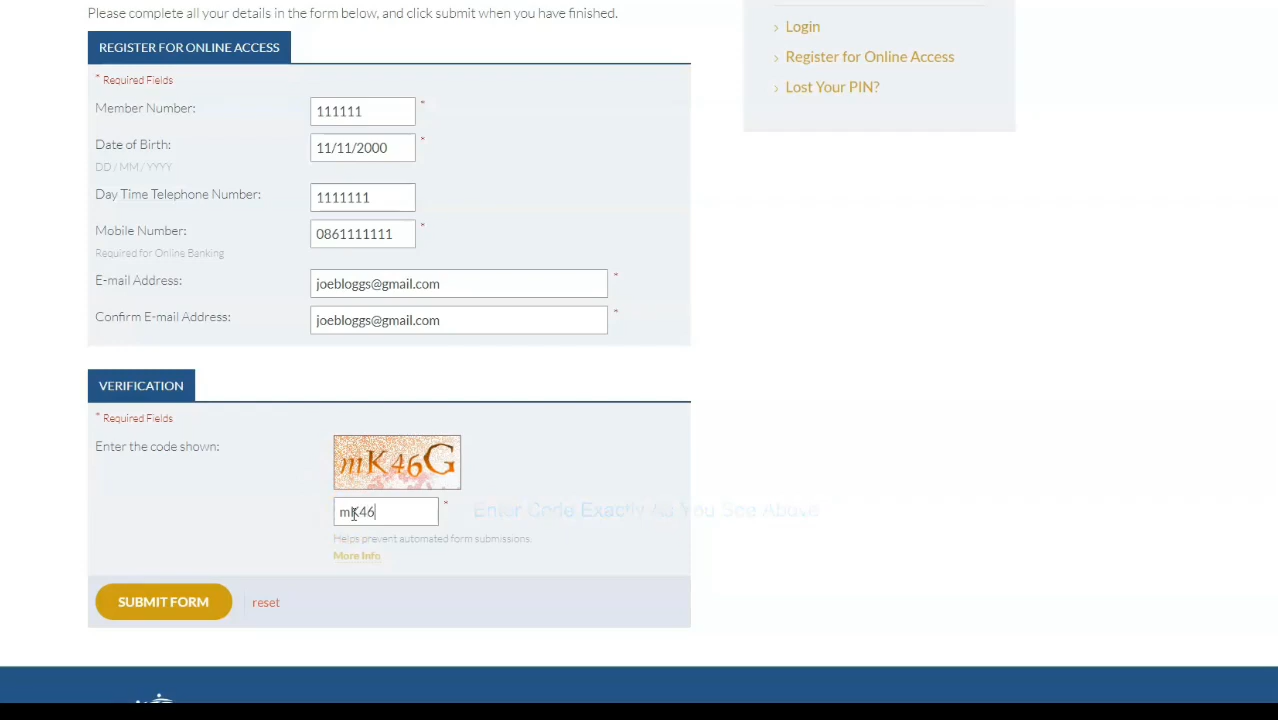 Please complete all your details in the form below, and click submit when you have finished.
REGISTER FOR ONLINE ACCESS
* Required Fields
Member Number: 111111 *
Date of Birth: 11/11/2000 *
DD / MM / YYYY
Day Time Telephone Number: 1111111
Mobile Number: 0861111111 *
Required for Online Banking
E-mail Address: joebloggs@gmail.com *
Confirm E-mail Address: joebloggs@gmail.com *
VERIFICATION
* Required Fields
Enter the code shown: mK46G
mK46 *
Enter Code Exactly As You See Above
Helps prevent automated form submissions.
More Info
SUBMIT FORM reset
› Login
› Register for Online Access
› Lost Your PIN?